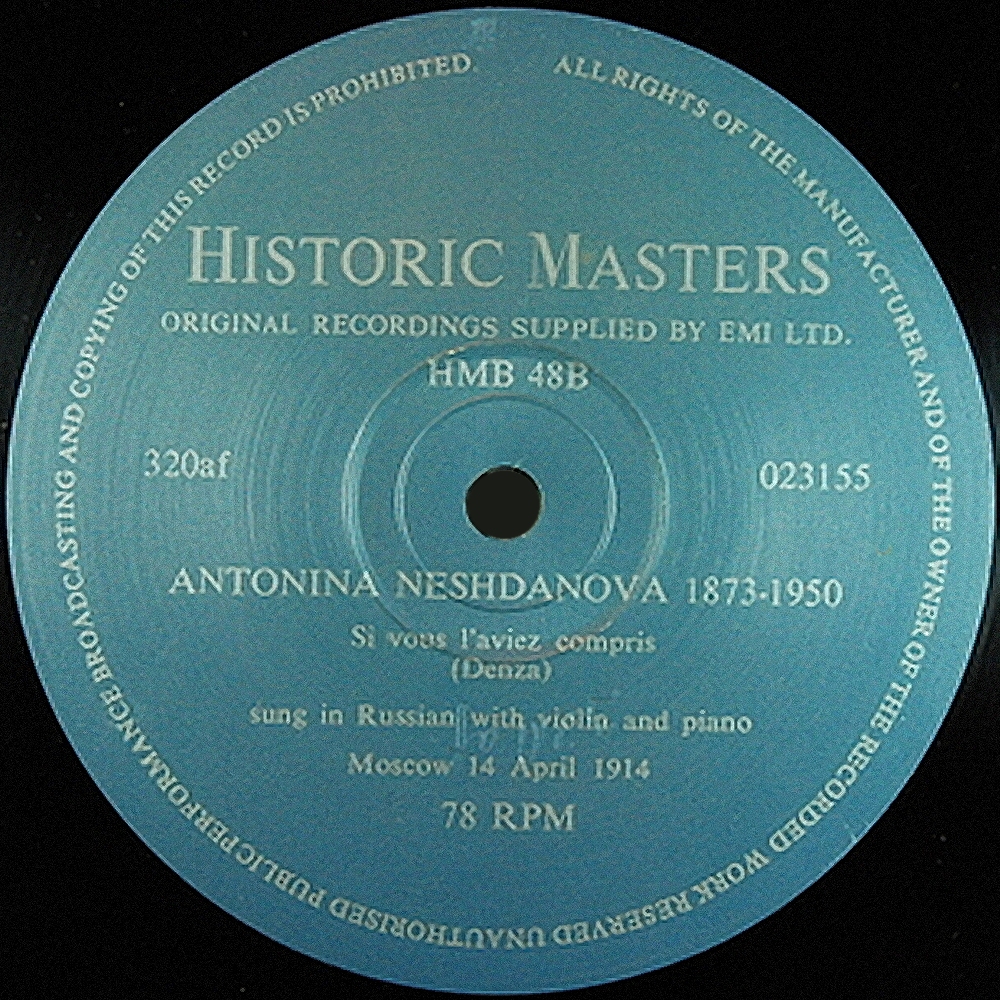 ALL RIGHTS OF THE MANUFACTURER AND OF THE OWNER OF THE RECORDED WORK RESERVED UNAUTHORISED PUBLIC PERFORMANCE BROADCASTING AND COPYING OF THIS RECORD IS PROHIBITED.
HISTORIC MASTERS
ORIGINAL RECORDINGS SUPPLIED BY EMI LTD.
HMB 48B
320af 023155
ANTONINA NESHDANOVA 1873-1950
Si vous l'aviez compris
(Denza)
sung in Russian with violin and piano
Moscow 14 April 1914
78 RPM